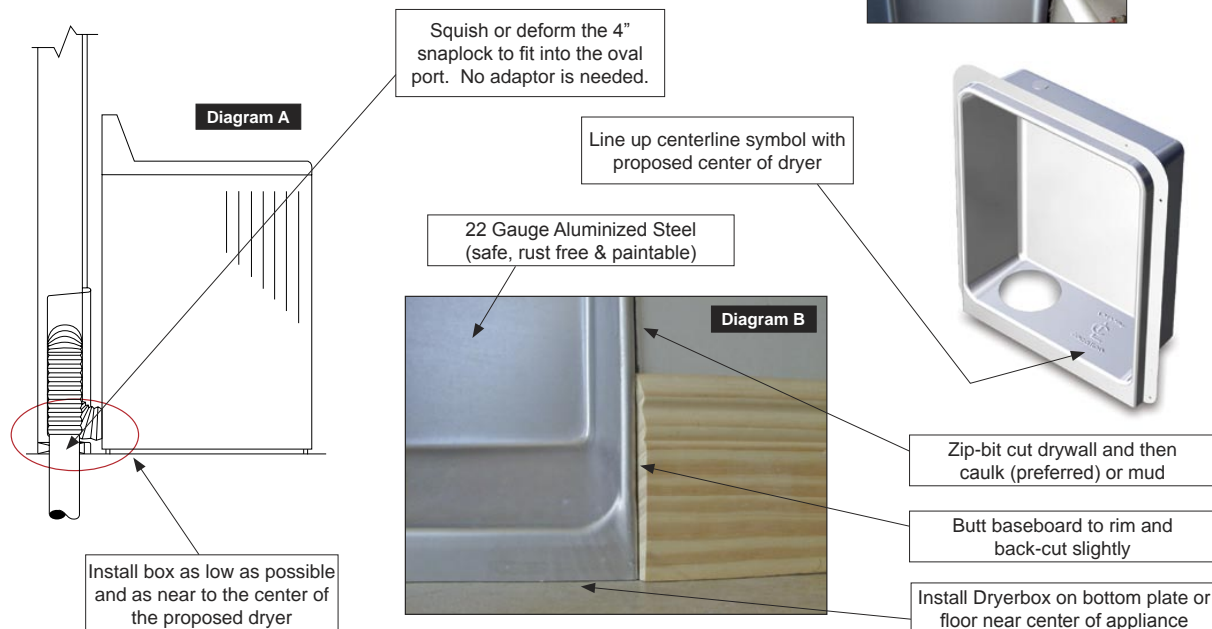 Squish or deform the 4"
snaplock to fit into the oval
port. No adaptor is needed.
Diagram A
Line up centerline symbol with
proposed center of dryer
22 Gauge Aluminized Steel
(safe, rust free & paintable)
Diagram B
Zip-bit cut drywall and then
caulk (preferred) or mud
Butt baseboard to rim and
back-cut slightly
Install box as low as possible
and as near to the center of
the proposed dryer
Install Dryerbox on bottom plate or
floor near center of appliance